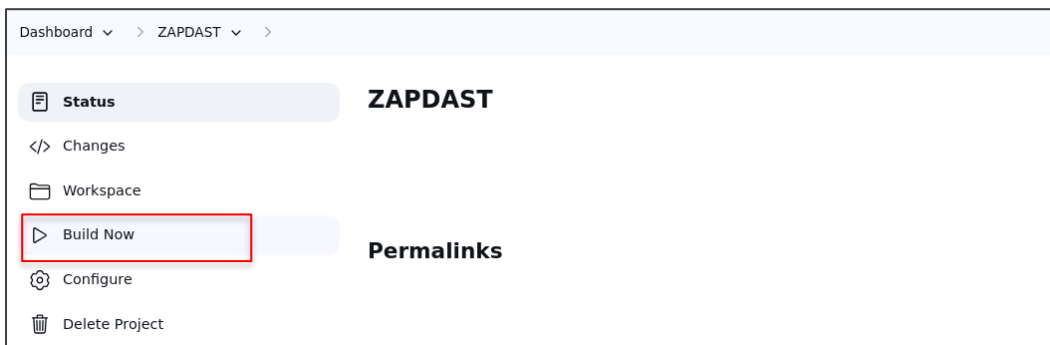 Dashboard > ZAPDAST >
Status
Changes
Workspace
Build Now
Configure
Delete Project
ZAPDAST
Permalinks